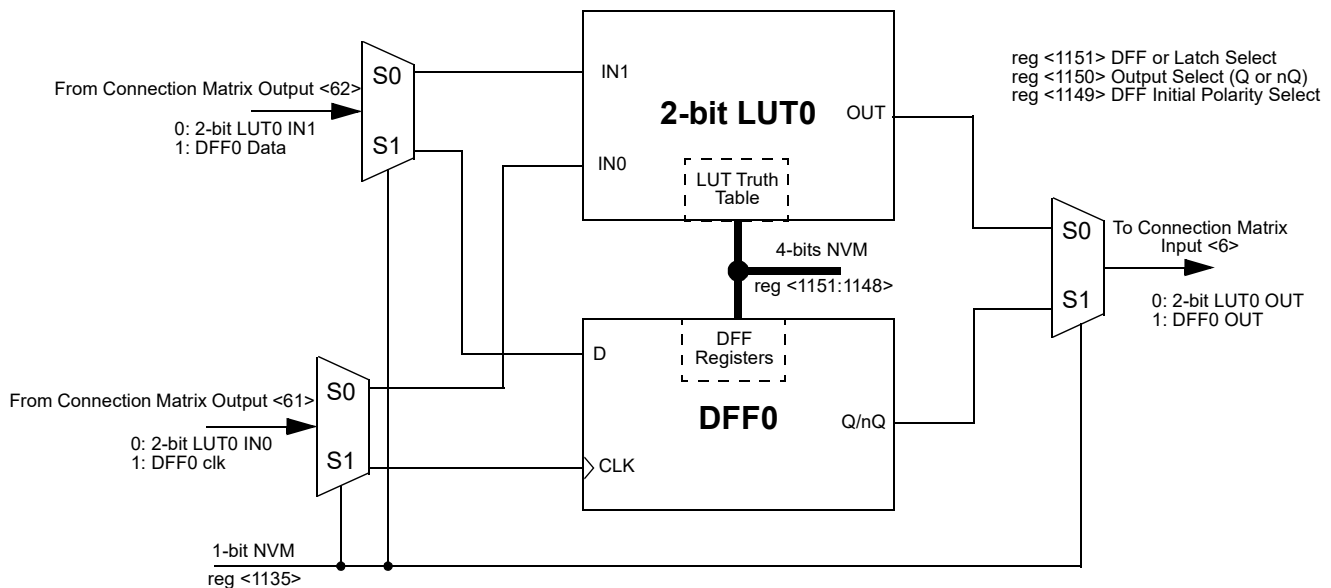 reg <1151> DFF or Latch Select
reg <1150> Output Select (Q or nQ)
reg <1149> DFF Initial Polarity Select
From Connection Matrix Output <62>
0: 2-bit LUT0 IN1
1: DFF0 Data
S0
S1
IN1
IN0
2-bit LUT0
OUT
LUT Truth
Table
4-bits NVM
reg <1151:1148>
S0
S1
To Connection Matrix
Input <6>
0: 2-bit LUT0 OUT
1: DFF0 OUT
From Connection Matrix Output <61>
0: 2-bit LUT0 IN0
1: DFF0 clk
S0
S1
D
CLK
DFF
Registers
DFF0
Q/nQ
1-bit NVM
reg <1135>